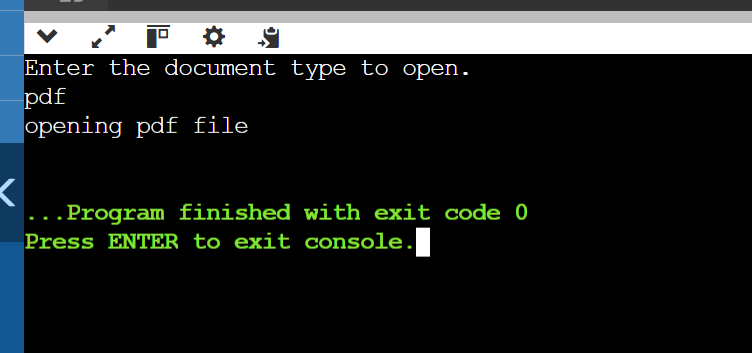 Enter the document type to open.
pdf
opening pdf file
...Program finished with exit code 0
Press ENTER to exit console.